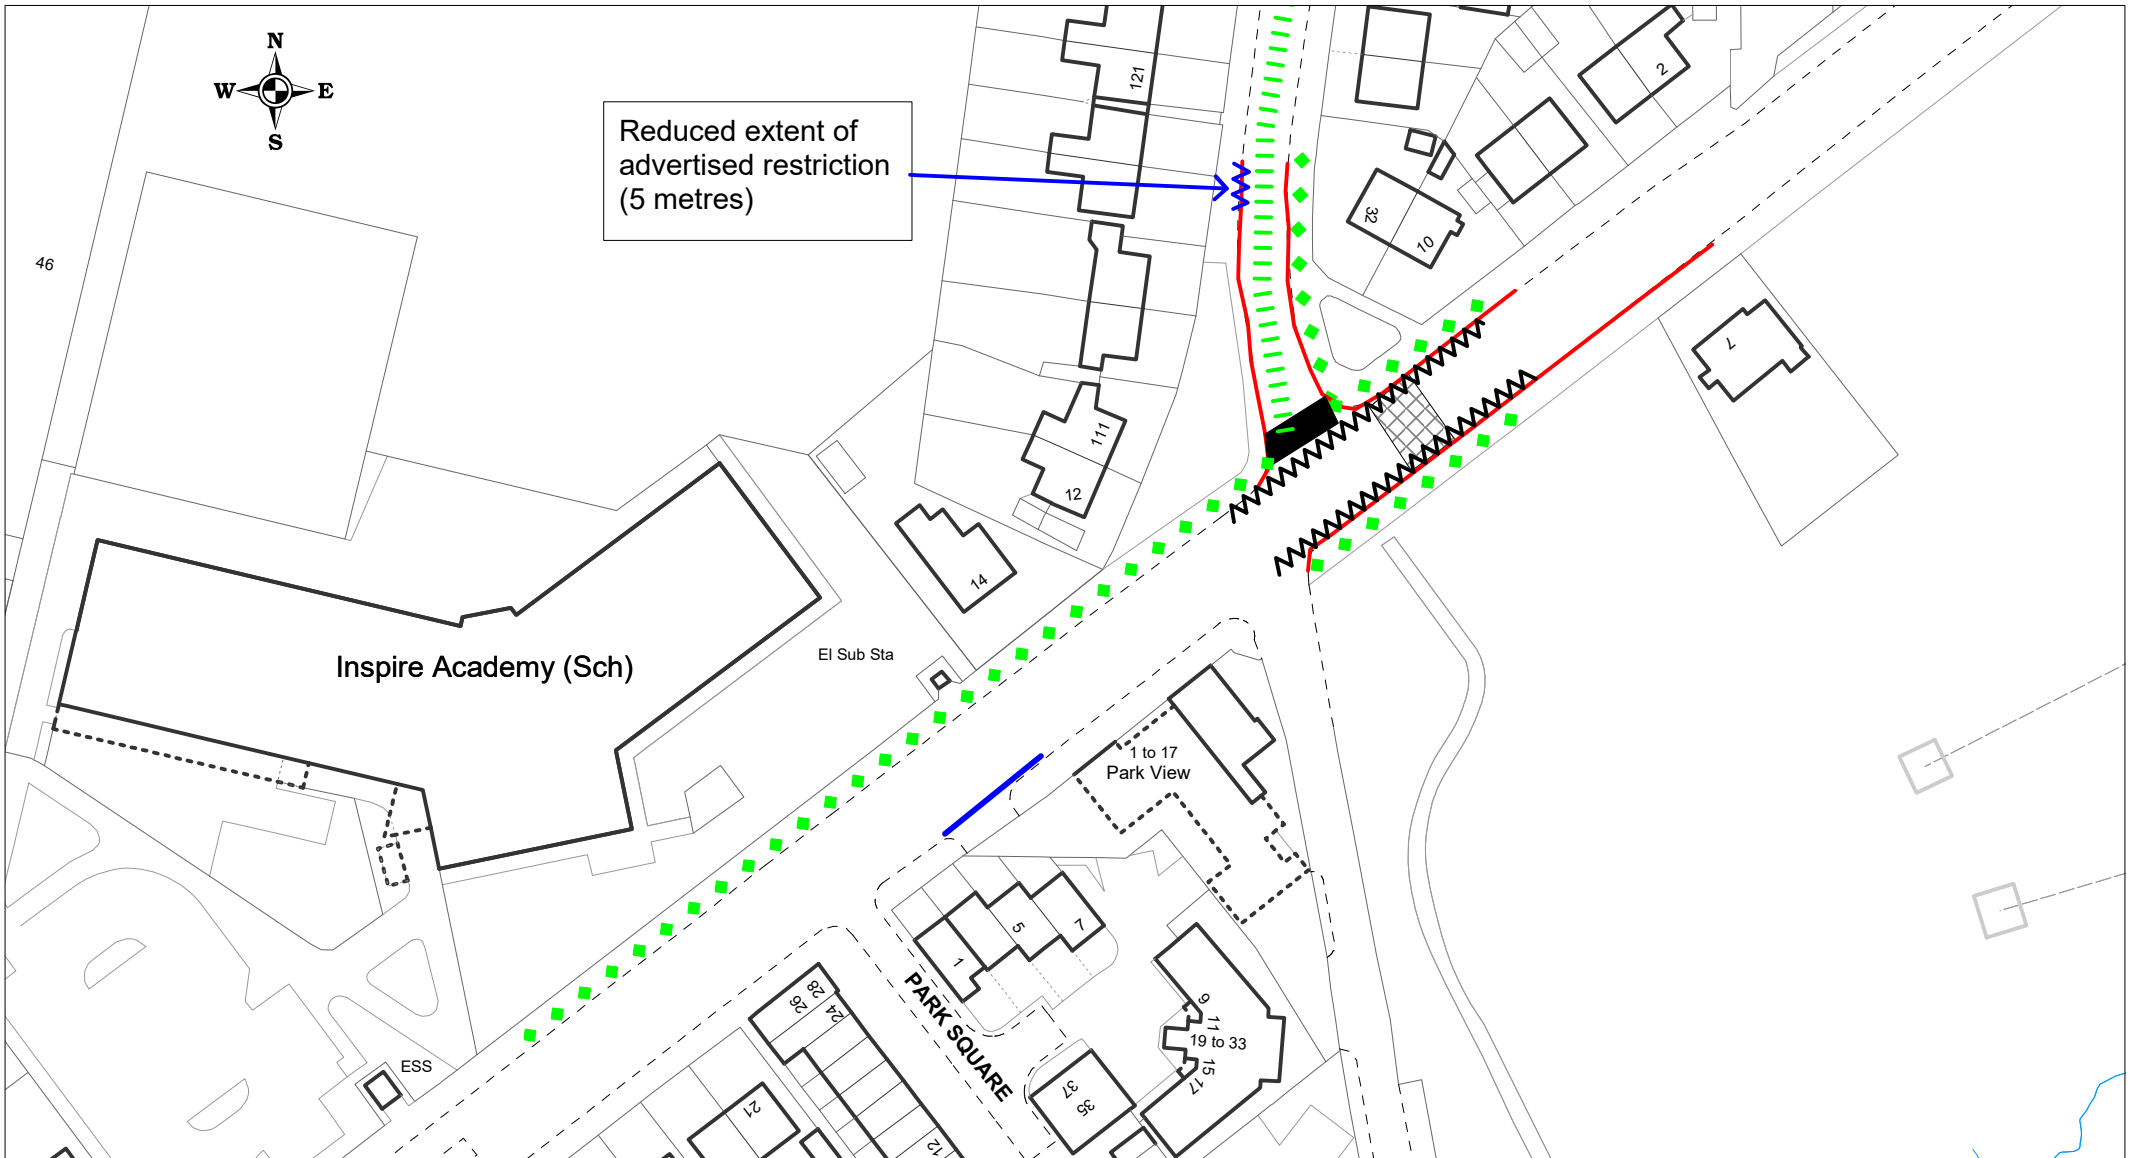 N
W E
S
Reduced extent of
advertised restriction
(5 metres)
121
2
32
10
46
7
111
12
14
Inspire Academy (Sch)
El Sub Sta
1 to 17
Park View
1
5
7
PARK SQUARE
28
26
24
9
11
19 to 33
15
17
37
35
21
12
ESS